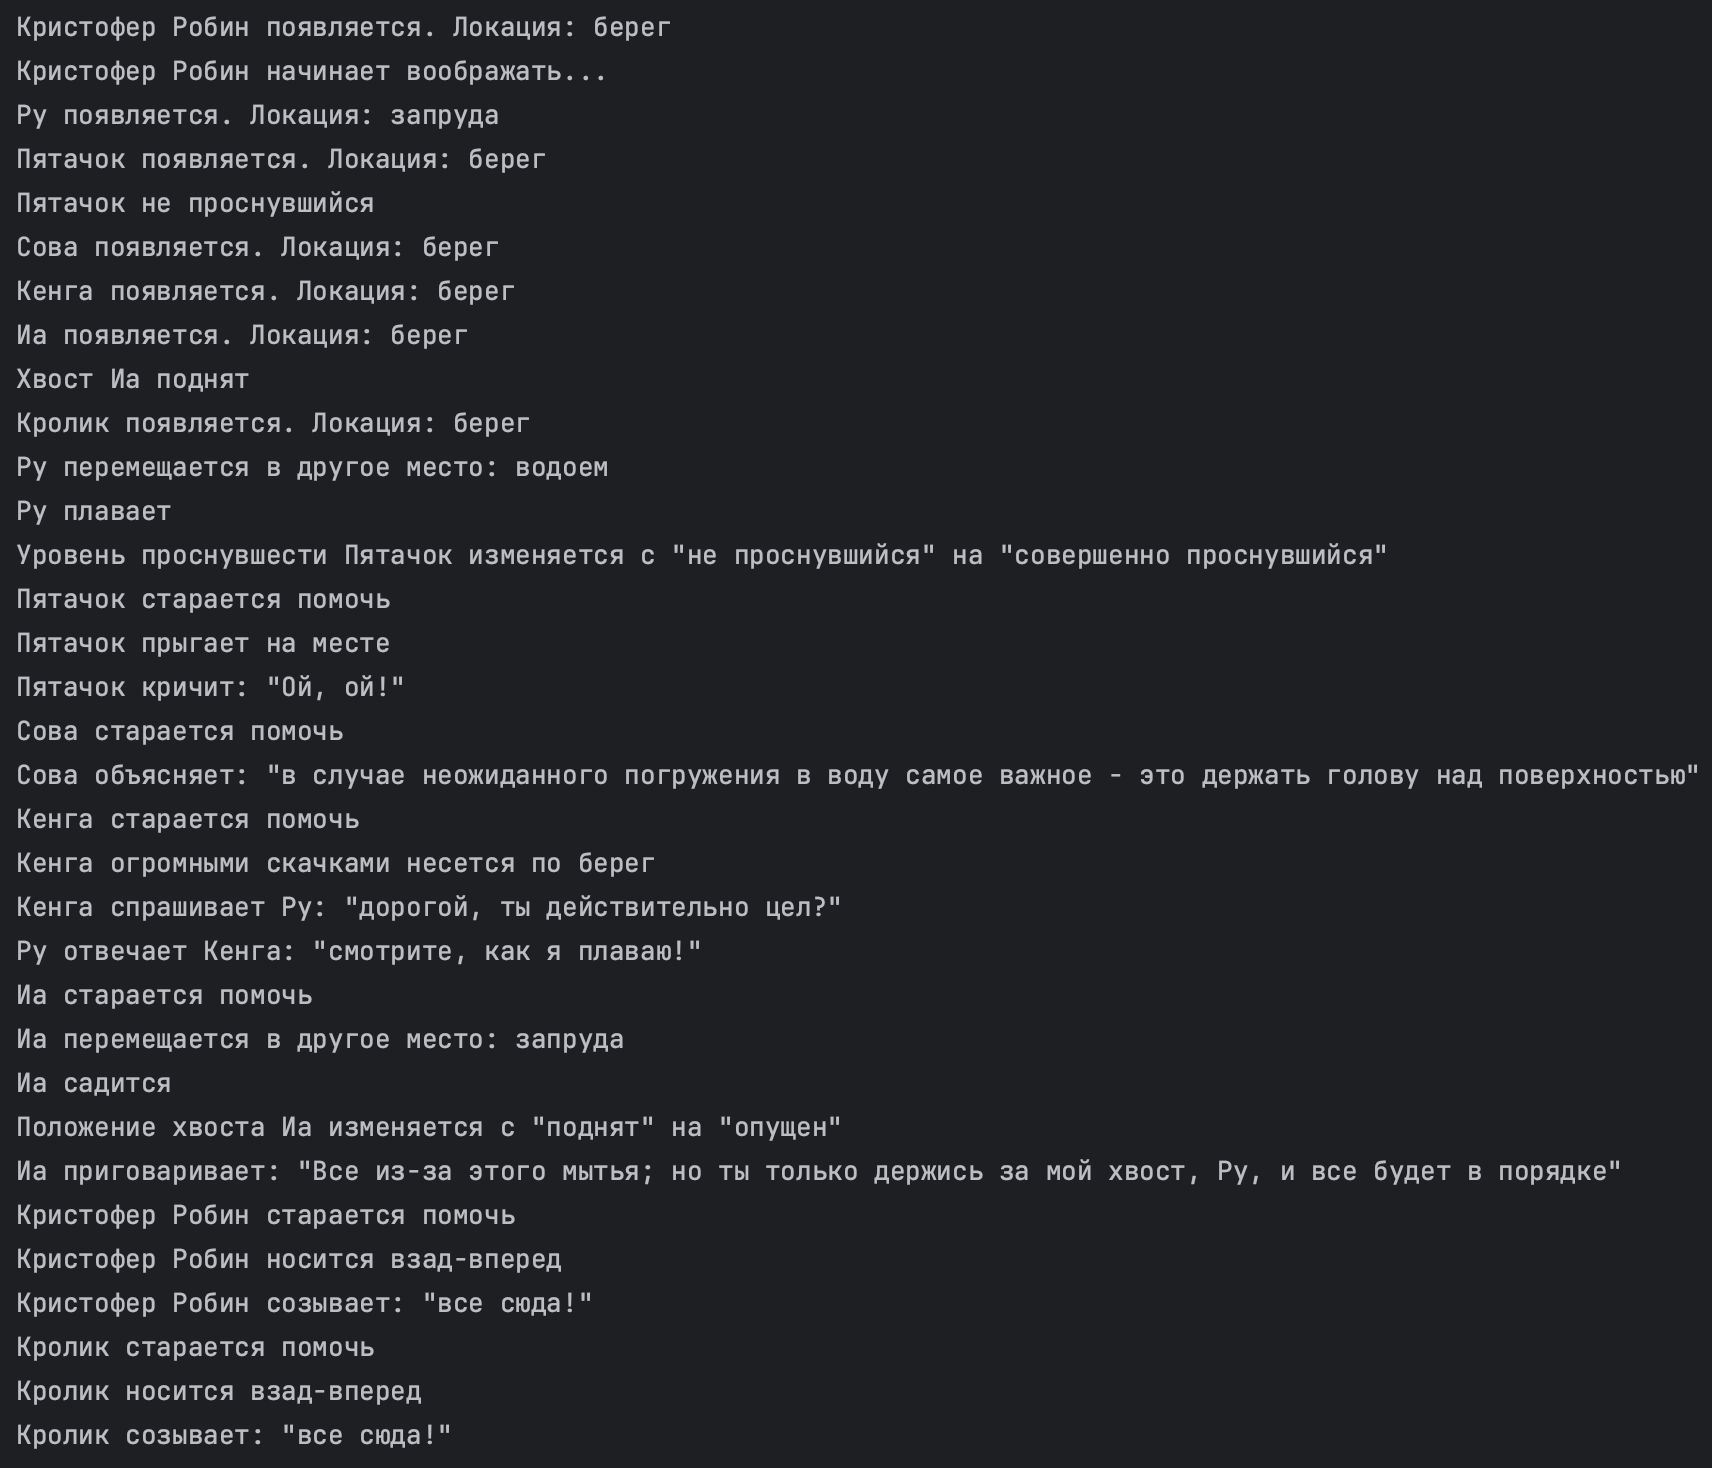 Кристофер Робин появляется. Локация: берег
Кристофер Робин начинает воображать...
Ру появляется. Локация: запруда
Пятачок появляется. Локация: берег
Пятачок не проснувшийся
Сова появляется. Локация: берег
Кенга появляется. Локация: берег
Иа появляется. Локация: берег
Хвост Иа поднят
Кролик появляется. Локация: берег
Ру перемещается в другое место: водоем
Ру плавает
Уровень проснувшести Пятачок изменяется с "не проснувшийся" на "совершенно проснувшийся"
Пятачок старается помочь
Пятачок прыгает на месте
Пятачок кричит: "Ой, ой!"
Сова старается помочь
Сова объясняет: "в случае неожиданного погружения в воду самое важное - это держать голову над поверхностью"
Кенга старается помочь
Кенга огромными скачками несется по берег
Кенга спрашивает Ру: "дорогой, ты действительно цел?"
Ру отвечает Кенга: "смотрите, как я плаваю!"
Иа старается помочь
Иа перемещается в другое место: запруда
Иа садится
Положение хвоста Иа изменяется с "поднят" на "опущен"
Иа приговаривает: "Все из-за этого мытья; но ты только держись за мой хвост, Ру, и все будет в порядке"
Кристофер Робин старается помочь
Кристофер Робин носится взад-вперед
Кристофер Робин созывает: "все сюда!"
Кролик старается помочь
Кролик носится взад-вперед
Кролик созывает: "все сюда!"